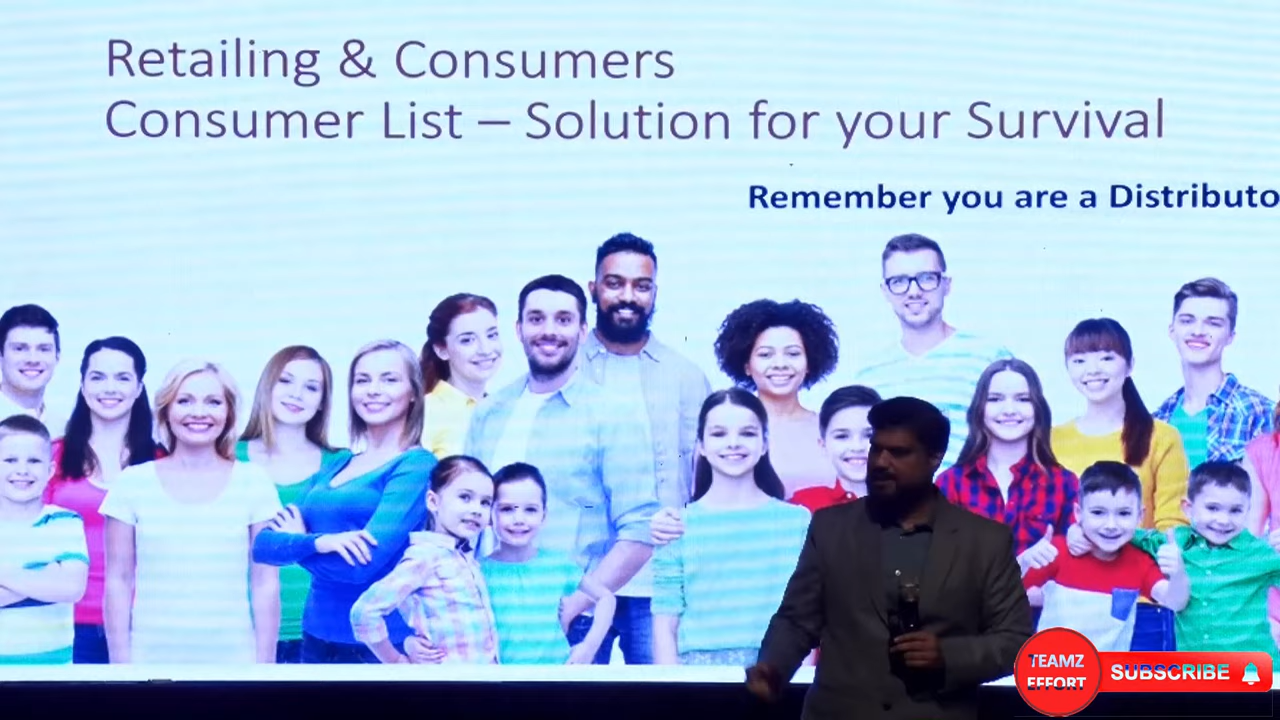 Retailing & Consumers
Consumer List – Solution for your Survival
Remember you are a Distributo
TEAMZ
EFFORT
SUBSCRIBE